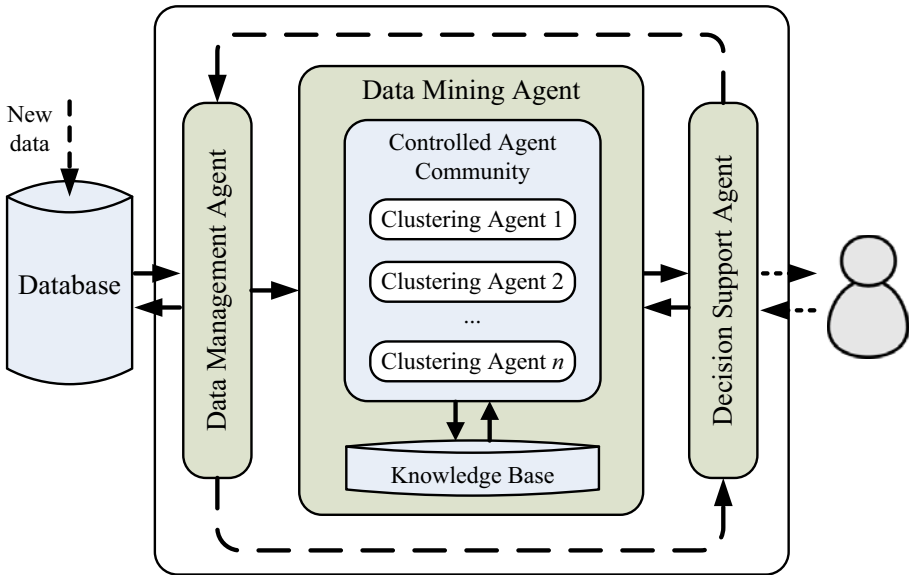 New
data
Database
Data Management Agent
Data Mining Agent
Controlled Agent
Community
Clustering Agent 1
Clustering Agent 2
...
Clustering Agent n
Knowledge Base
Decision Support Agent